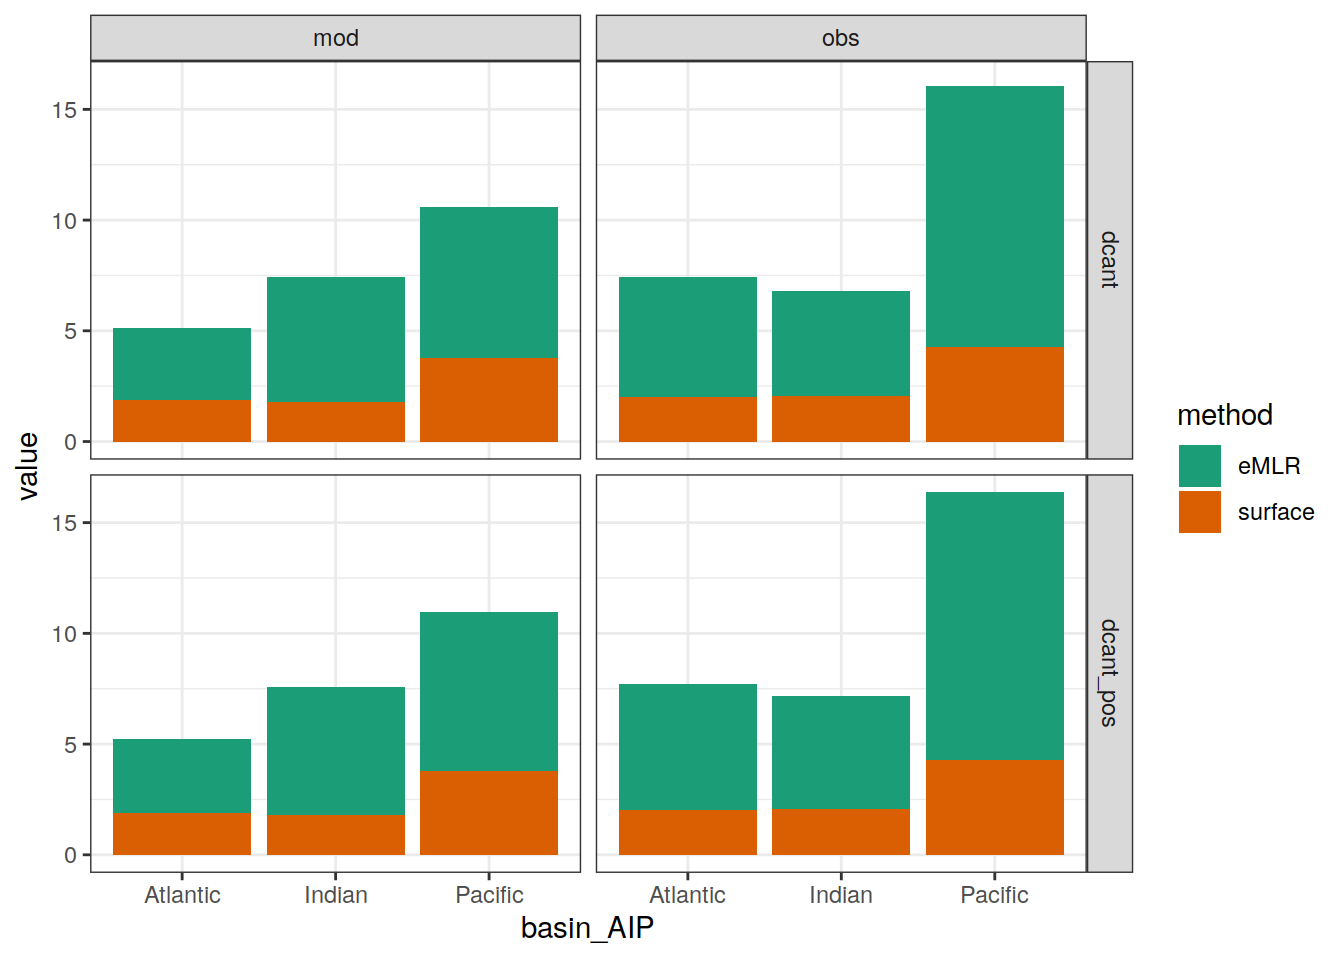 mod
obs
15
10
5
0
dcant
15
10
5
0
dcant_pos
value
Atlantic
Indian
Pacific
Atlantic
Indian
Pacific
basin_AIP
method
eMLR
surface